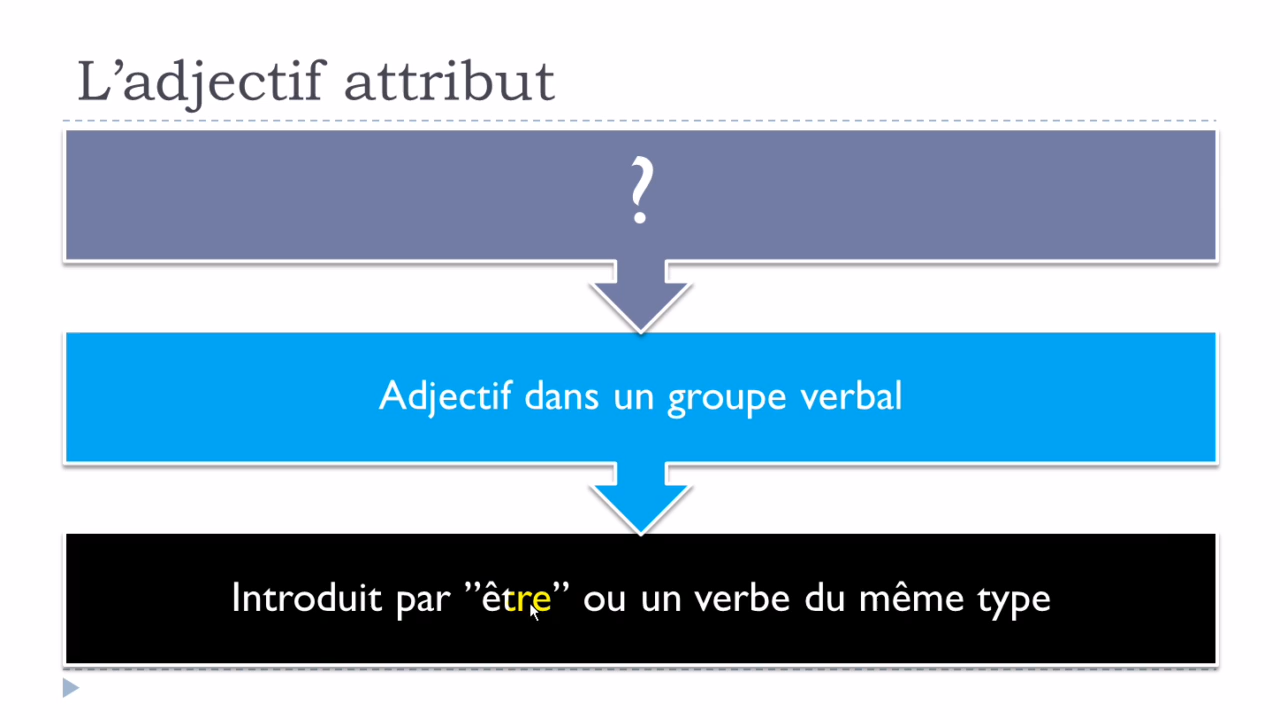 L’adjectif attribut
?
Adjectif dans un groupe verbal
Introduit par ”être” ou un verbe du même type